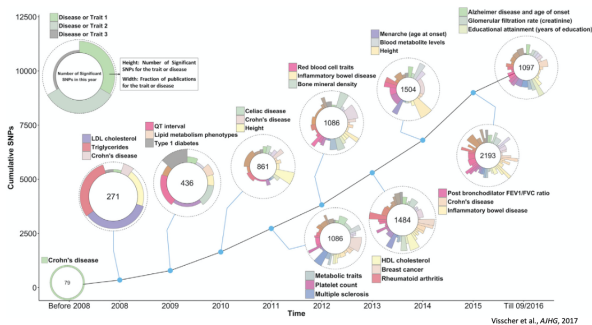 12500
10000
7500
5000
2500
0
Cumulative SNPs
Disease or Trait 1
Disease or Trait 2
Disease or Trait 3
Number of Significant
SNPs in this year
Height: Number of Significant
SNPs for the trait or disease
Width: Fraction of publications
for the trait or disease
Crohn's disease
79
LDL cholesterol
Triglycerides
Crohn's disease
271
QT interval
Lipid metabolism phenotypes
Type 1 diabetes
436
Celiac disease
Crohn's disease
Height
861
Red blood cell traits
Inflammatory bowel disease
Bone mineral density
1086
Metabolic traits
Platelet count
Multiple sclerosis
1086
Menarche (age at onset)
Blood metabolite levels
Height
1504
HDL cholesterol
Breast cancer
Rheumatoid arthritis
1484
Alzheimer disease and age of onset
Glomerular filtration rate (creatinine)
Educational attainment (years of education)
1097
2193
Post bronchodilator FEV1/FVC ratio
Crohn's disease
Inflammatory bowel disease
Before 2008
2008
2009
2010
2011
2012
2013
2014
2015
Till 09/2016
Time
Visscher et al., AJHG, 2017